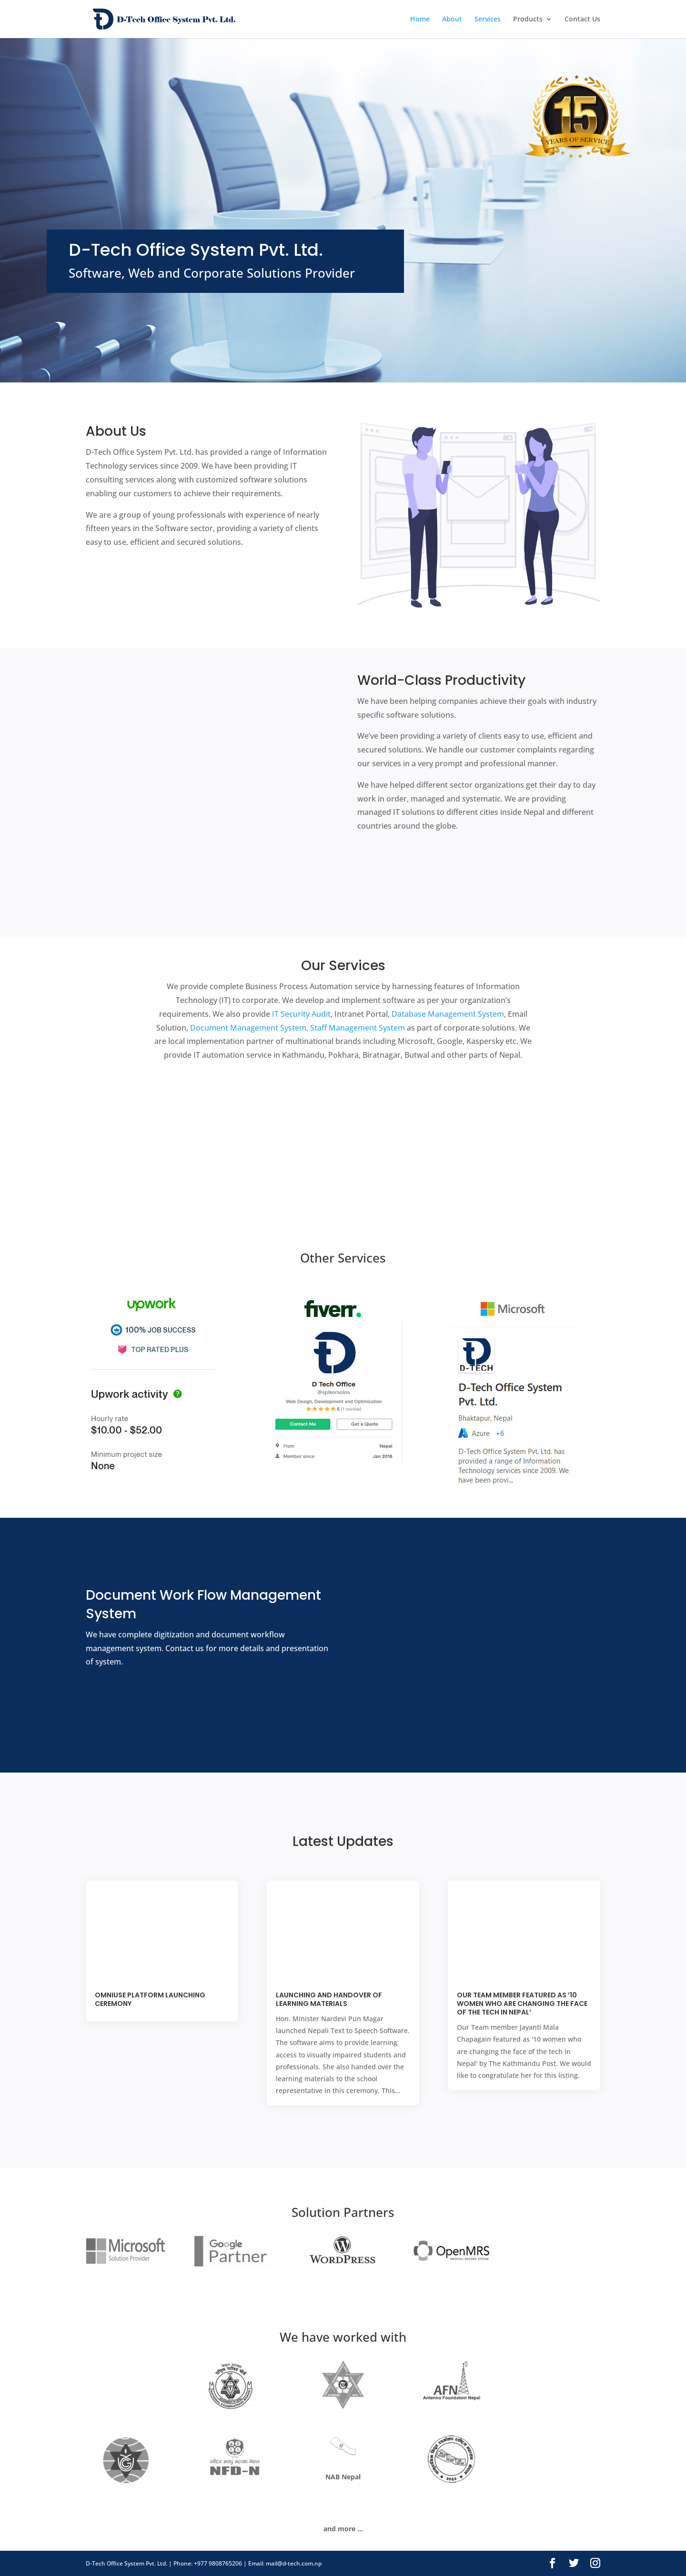 D-Tech Office System Pvt. Ltd.
Home
About
Services
Products
Contact Us
15
YEARS OF SERVICE
D-Tech Office System Pvt. Ltd.
Software, Web and Corporate Solutions Provider
About Us
D-Tech Office System Pvt. Ltd. has provided a range of Information
Technology services since 2009. We have been providing IT
consulting services along with customized software solutions
enabling our customers to achieve their requirements.
We are a group of young professionals with experience of nearly
fifteen years in the Software sector, providing a variety of clients
easy to use, efficient and secured solutions.
World-Class Productivity
We have been helping companies achieve their goals with industry
specific software solutions.
We've been providing a variety of clients easy to use, efficient and
secured solutions. We handle our customer complaints regarding
our services in a very prompt and professional manner.
We have helped different sector organizations get their day to day
work in order, managed and systematic. We are providing
managed IT solutions to different cities inside Nepal and different
countries around the globe.
Our Services
We provide complete Business Process Automation service by harnessing features of Information
Technology (IT) to corporate. We develop and implement software as per your organization's
requirements. We also provide IT Security Audit, Intranet Portal, Database Management System, Email
Solution, Document Management System, Staff Management System as part of corporate solutions. We
are local implementation partner of multinational brands including Microsoft, Google, Kaspersky etc. We
provide IT automation service in Kathmandu, Pokhara, Biratnagar, Butwal and other parts of Nepal.
Other Services
upwork
100% JOB SUCCESS
TOP RATED PLUS
Upwork activity ?
Hourly rate
$10.00 - $52.00
Minimum project size
None
fiverr.
D Tech Office
@spikersolns
Web Design, Development and Optimization
5 (1 review)
Contact Me
Get a Quote
From
Nepal
Member since
Jan 2018
Microsoft
D-TECH
D-Tech Office System
Pvt. Ltd.
Bhaktapur, Nepal
Azure +6
D-Tech Office System Pvt. Ltd. has
provided a range of Information
Technology services since 2009. We
have been provi...
Document Work Flow Management
System
We have complete digitization and document workflow
management system. Contact us for more details and presentation
of system.
Latest Updates
OMNIUSE PLATFORM LAUNCHING
CEREMONY
LAUNCHING AND HANDOVER OF
LEARNING MATERIALS
Hon. Minister Nardevi Pun Magar
launched Nepali Text to Speech Software.
The software aims to provide learning
access to visually impaired students and
professionals. She also handed over the
learning materials to the school
representative in this ceremony. This...
OUR TEAM MEMBER FEATURED AS '10
WOMEN WHO ARE CHANGING THE FACE
OF THE TECH IN NEPAL'
Our Team member Jayanti Mala
Chapagain featured as '10 women who
are changing the face of the tech in
Nepal' by The Kathmandu Post. We would
like to congratulate her for this listing.
Solution Partners
Microsoft
Solution Provider
Google
Partner
WORDPRESS
OpenMRS
MEDICAL RECORD SYSTEM
We have worked with
AFN
Antenna Foundation Nepal
NFD-N
NAB Nepal
and more ...
D-Tech Office System Pvt. Ltd. | Phone: +977 9808765206 | Email: mail@d-tech.com.np